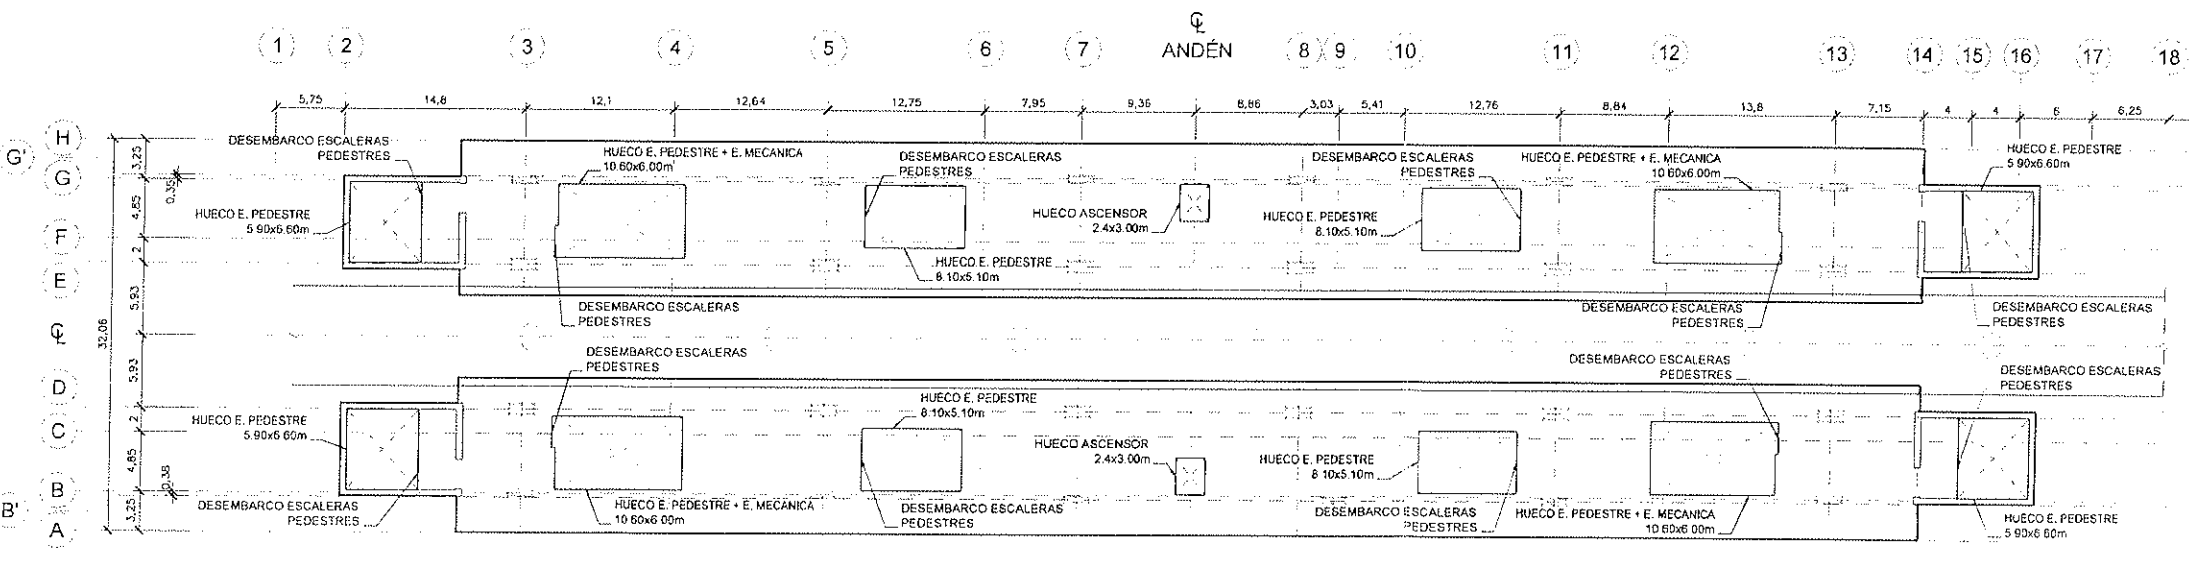 ℄
1 2 3 4 5 6 7 ANDÉN 8 9 10 11 12 13 14 15 16 17 18
5,75 14,8 12,1 12,64 12,75 7,95 9,36 8,86 3,03 5,41 12,76 8,84 13,8 7,15 4 4 6 6,25
H
G'
G
F
E
℄
D
C
B
B'
A
3,25
0,35
4,85
2
5,93
32,06
5,93
2
4,85
0,38
3,25
DESEMBARCO ESCALERAS
PEDESTRES
HUECO E. PEDESTRE + E. MECANICA
10.60x6.00m
DESEMBARCO ESCALERAS
PEDESTRES
DESEMBARCO ESCALERAS
PEDESTRES
HUECO E. PEDESTRE + E. MECANICA
10.60x6.00m
HUECO E. PEDESTRE
5.90x6.60m
HUECO E. PEDESTRE
5.90x6.60m
HUECO ASCENSOR
2.4x3.00m
HUECO E. PEDESTRE
8.10x5.10m
HUECO E. PEDESTRE
8.10x5.10m
DESEMBARCO ESCALERAS
PEDESTRES
DESEMBARCO ESCALERAS
PEDESTRES
DESEMBARCO ESCALERAS
PEDESTRES
DESEMBARCO ESCALERAS
PEDESTRES
DESEMBARCO ESCALERAS
PEDESTRES
DESEMBARCO ESCALERAS
PEDESTRES
HUECO E. PEDESTRE
5.90x6.60m
HUECO E. PEDESTRE
8.10x5.10m
HUECO ASCENSOR
2.4x3.00m
HUECO E. PEDESTRE
8.10x5.10m
DESEMBARCO ESCALERAS
PEDESTRES
HUECO E. PEDESTRE + E. MECANICA
10.60x6.00m
DESEMBARCO ESCALERAS
PEDESTRES
DESEMBARCO ESCALERAS
PEDESTRES
HUECO E. PEDESTRE + E. MECANICA
10.60x6.00m
HUECO E. PEDESTRE
5.90x6.60m